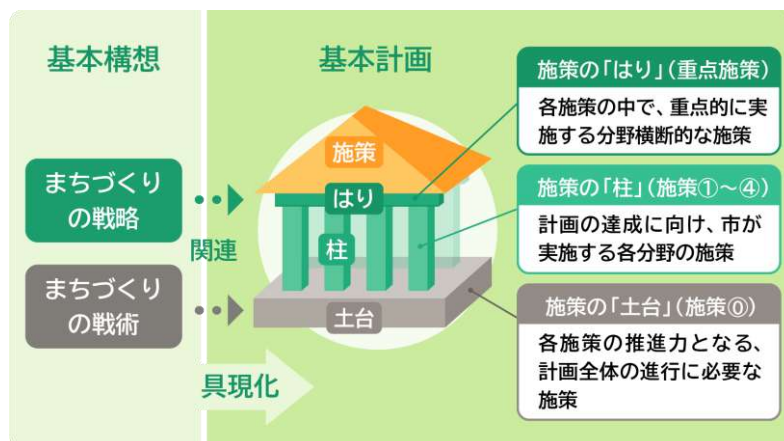 基本構想
基本計画
まちづくり
の戦略
関連
まちづくり
の戦術
具現化
施策
はり
柱
土台
施策の「はり」(重点施策)
各施策の中で、重点的に実
施する分野横断的な施策
施策の「柱」(施策①~④)
計画の達成に向け、市が
実施する各分野の施策
施策の「土台」(施策⓪)
各施策の推進力となる、
計画全体の進行に必要な
施策